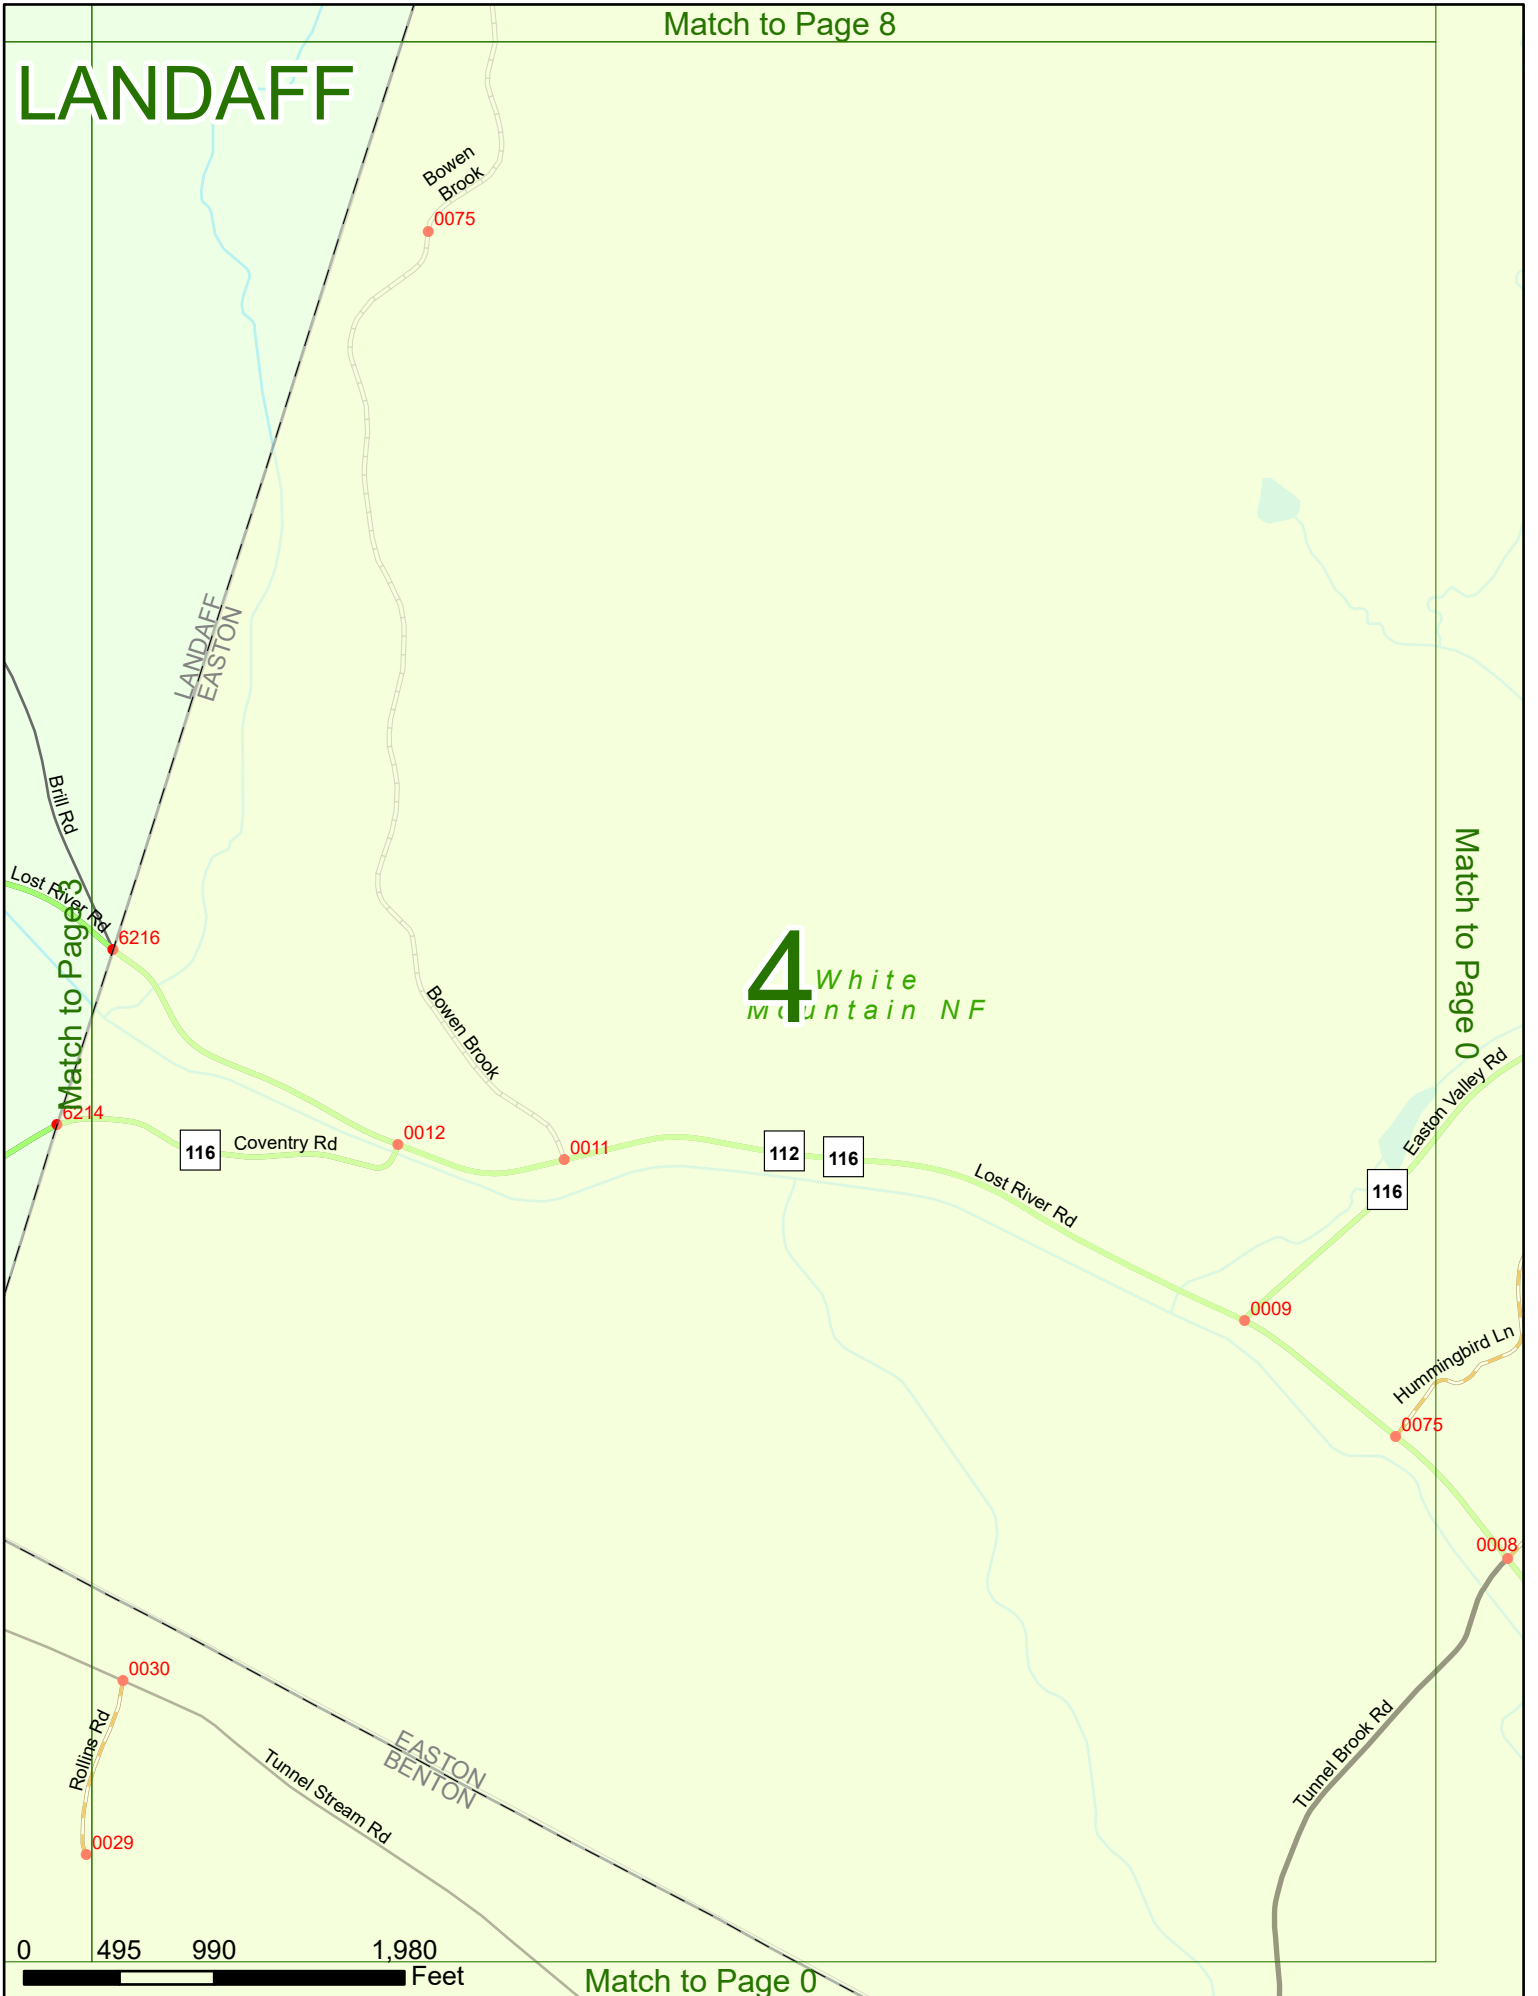 Match to Page 8
LANDAFF
Bowen
Brook
0075
LANDAFF
EASTON
Brill Rd
Lost River Rd
Match to Page 3
6216
4
White
Mountain NF
Match to Page 0
Bowen Brook
Easton Valley Rd
6214
116
Coventry Rd
0012
0011
112
116
Lost River Rd
116
0009
Hummingbird Ln
0075
0008
0030
Rollins Rd
EASTON
BENTON
Tunnel Stream Rd
Tunnel Brook Rd
0029
0 495 990 1,980
Feet
Match to Page 0